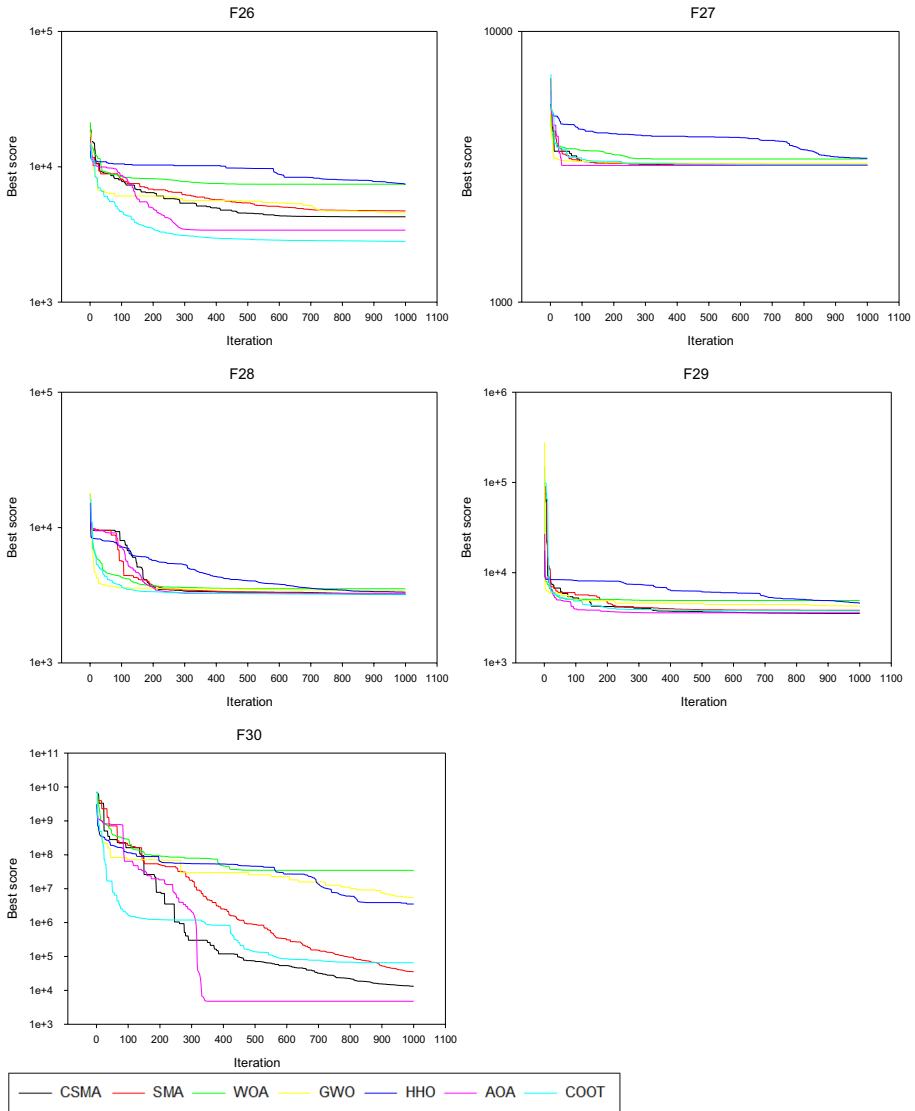 F26
1e+5
1e+4
1e+3
Best score
0 100 200 300 400 500 600 700 800 900 1000 1100
Iteration
F27
10000
1000
Best score
0 100 200 300 400 500 600 700 800 900 1000 1100
Iteration
F28
1e+5
1e+4
1e+3
Best score
0 100 200 300 400 500 600 700 800 900 1000 1100
Iteration
F29
1e+6
1e+5
1e+4
1e+3
Best score
0 100 200 300 400 500 600 700 800 900 1000 1100
Iteration
F30
1e+11
1e+10
1e+9
1e+8
1e+7
1e+6
1e+5
1e+4
1e+3
Best score
0 100 200 300 400 500 600 700 800 900 1000 1100
Iteration
CSMA SMA WOA GWO HHO AOA COOT